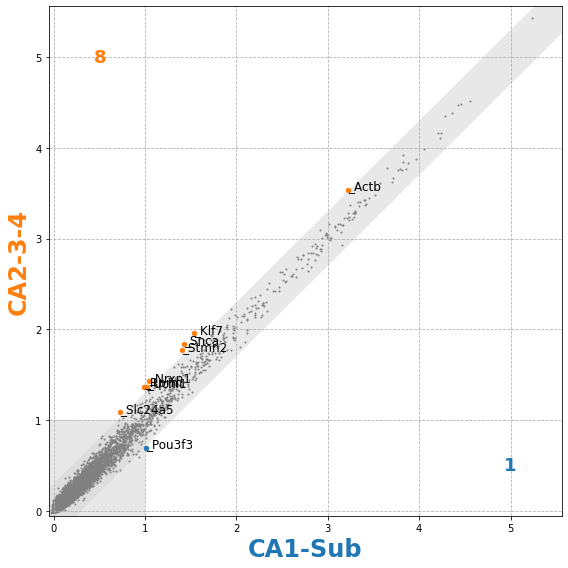 8
5
4
3
2
1
0
CA2-3-4
_Actb
_Klf7
_Snca
_Stmn2
_Nrxn1
_Slc24a5
_Pou3f3
1
0 1 2 3 4 5
CA1-Sub